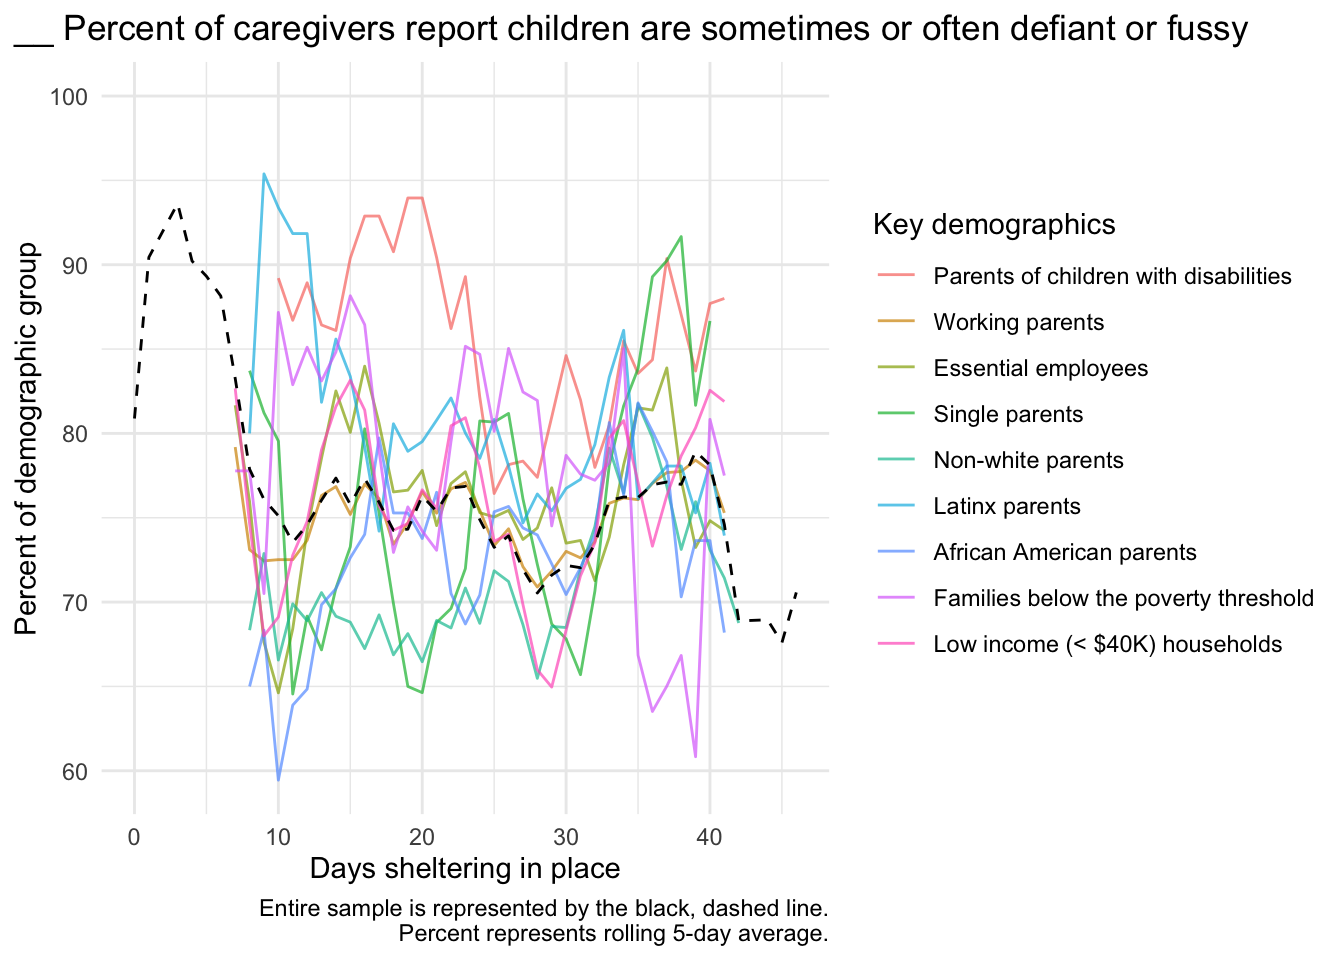 __ Percent of caregivers report children are sometimes or often defiant or fussy
Percent of demographic group
100
90
80
70
60
0 10 20 30 40
Days sheltering in place
Key demographics
Parents of children with disabilities
Working parents
Essential employees
Single parents
Non-white parents
Latinx parents
African American parents
Families below the poverty threshold
Low income (< $40K) households
Entire sample is represented by the black, dashed line.
Percent represents rolling 5-day average.